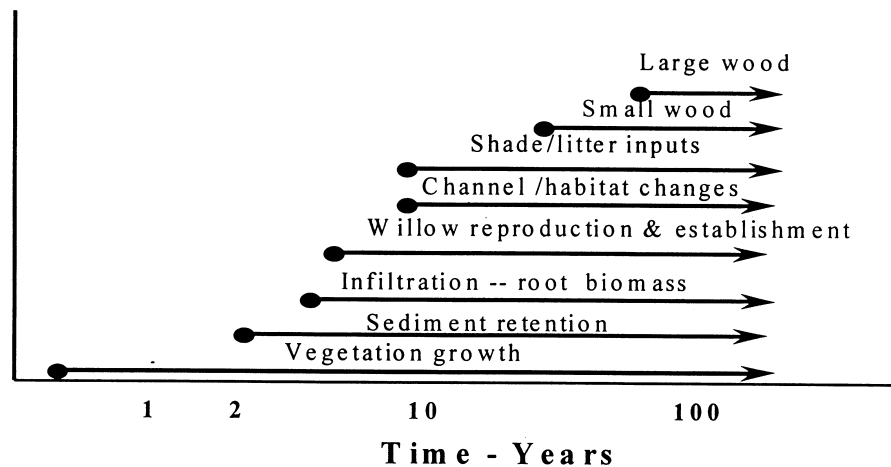 Large wood
Small wood
Shade/litter inputs
Channel /habitat changes
Willow reproduction & establishment
Infiltration -- root biomass
Sediment retention
Vegetation growth
1 2 10 100
Time - Years